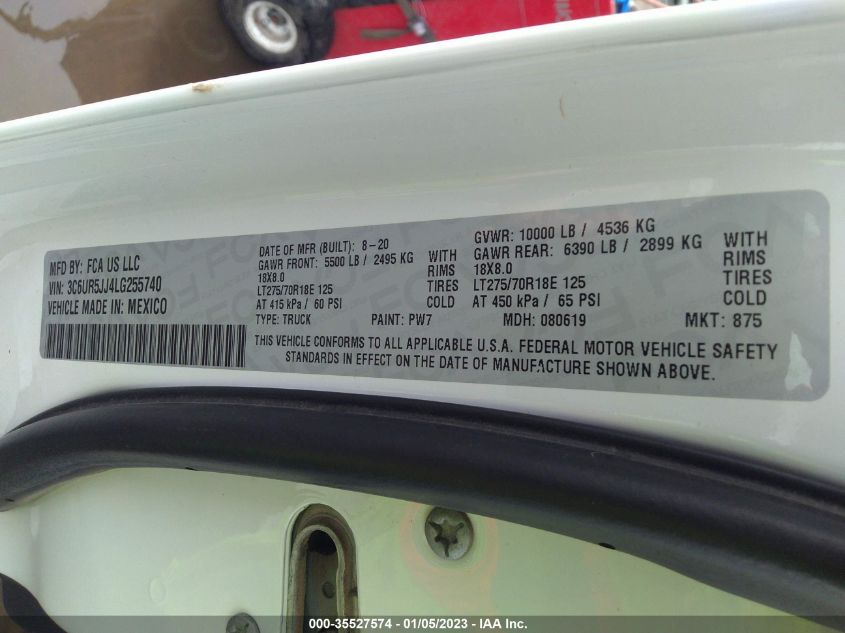 MFD BY: FCA US LLC
VIN: 3C6UR5JJ4LG255740
VEHICLE MADE IN: MEXICO
DATE OF MFR (BUILT): 8-20
GAWR FRONT: 5500 LB / 2495 KG WITH
18X8.0 RIMS
LT275/70R18E 125 TIRES
AT 415 kPa / 60 PSI COLD
GVWR: 10000 LB / 4536 KG
GAWR REAR: 6390 LB / 2899 KG WITH
18X8.0 RIMS
LT275/70R18E 125 TIRES
AT 450 kPa / 65 PSI COLD
TYPE: TRUCK PAINT: PW7 MDH: 080619 MKT: 875
THIS VEHICLE CONFORMS TO ALL APPLICABLE U.S.A. FEDERAL MOTOR VEHICLE SAFETY
STANDARDS IN EFFECT ON THE DATE OF MANUFACTURE SHOWN ABOVE.
000-35527574 - 01/05/2023 - IAA Inc.